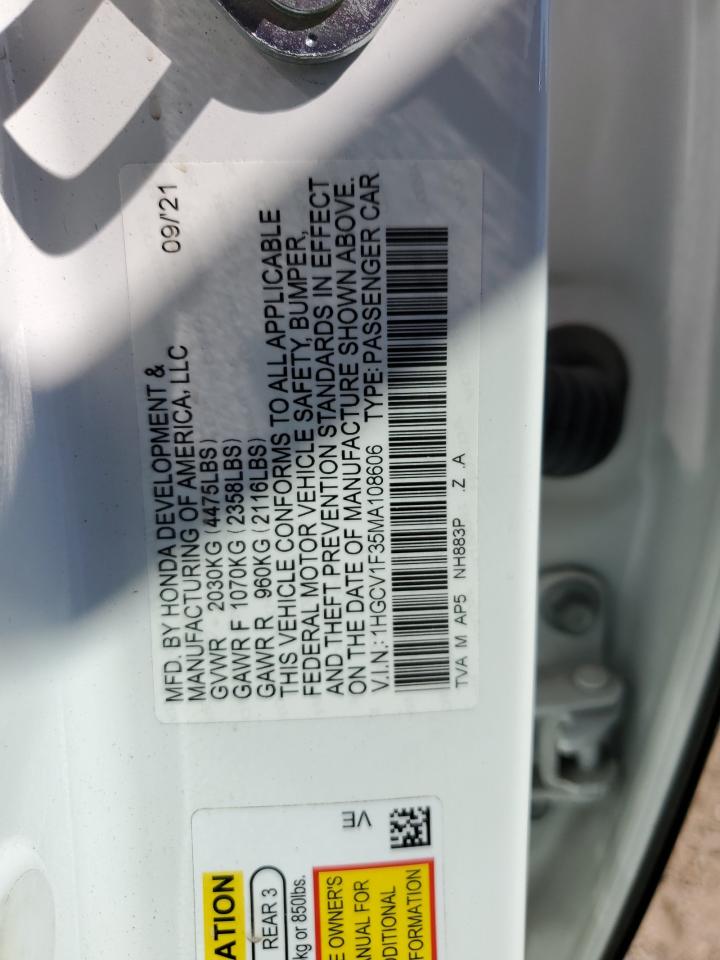 MFD. BY HONDA DEVELOPMENT &
MANUFACTURING OF AMERICA, LLC 09/'21
GVWR 2030KG (4475LBS)
GAWR F 1070KG (2358LBS)
GAWR R 960KG (2116LBS)
THIS VEHICLE CONFORMS TO ALL APPLICABLE
FEDERAL MOTOR VEHICLE SAFETY, BUMPER,
AND THEFT PREVENTION STANDARDS IN EFFECT
ON THE DATE OF MANUFACTURE SHOWN ABOVE.
V.I.N.: 1HGCV1F35MA108606 TYPE: PASSENGER CAR
TVA M AP5 NH883P .Z .A
VE
ATION
REAR 3
kg or 850lbs.
E OWNER'S
ANUAL FOR
DDITIONAL
FORMATION